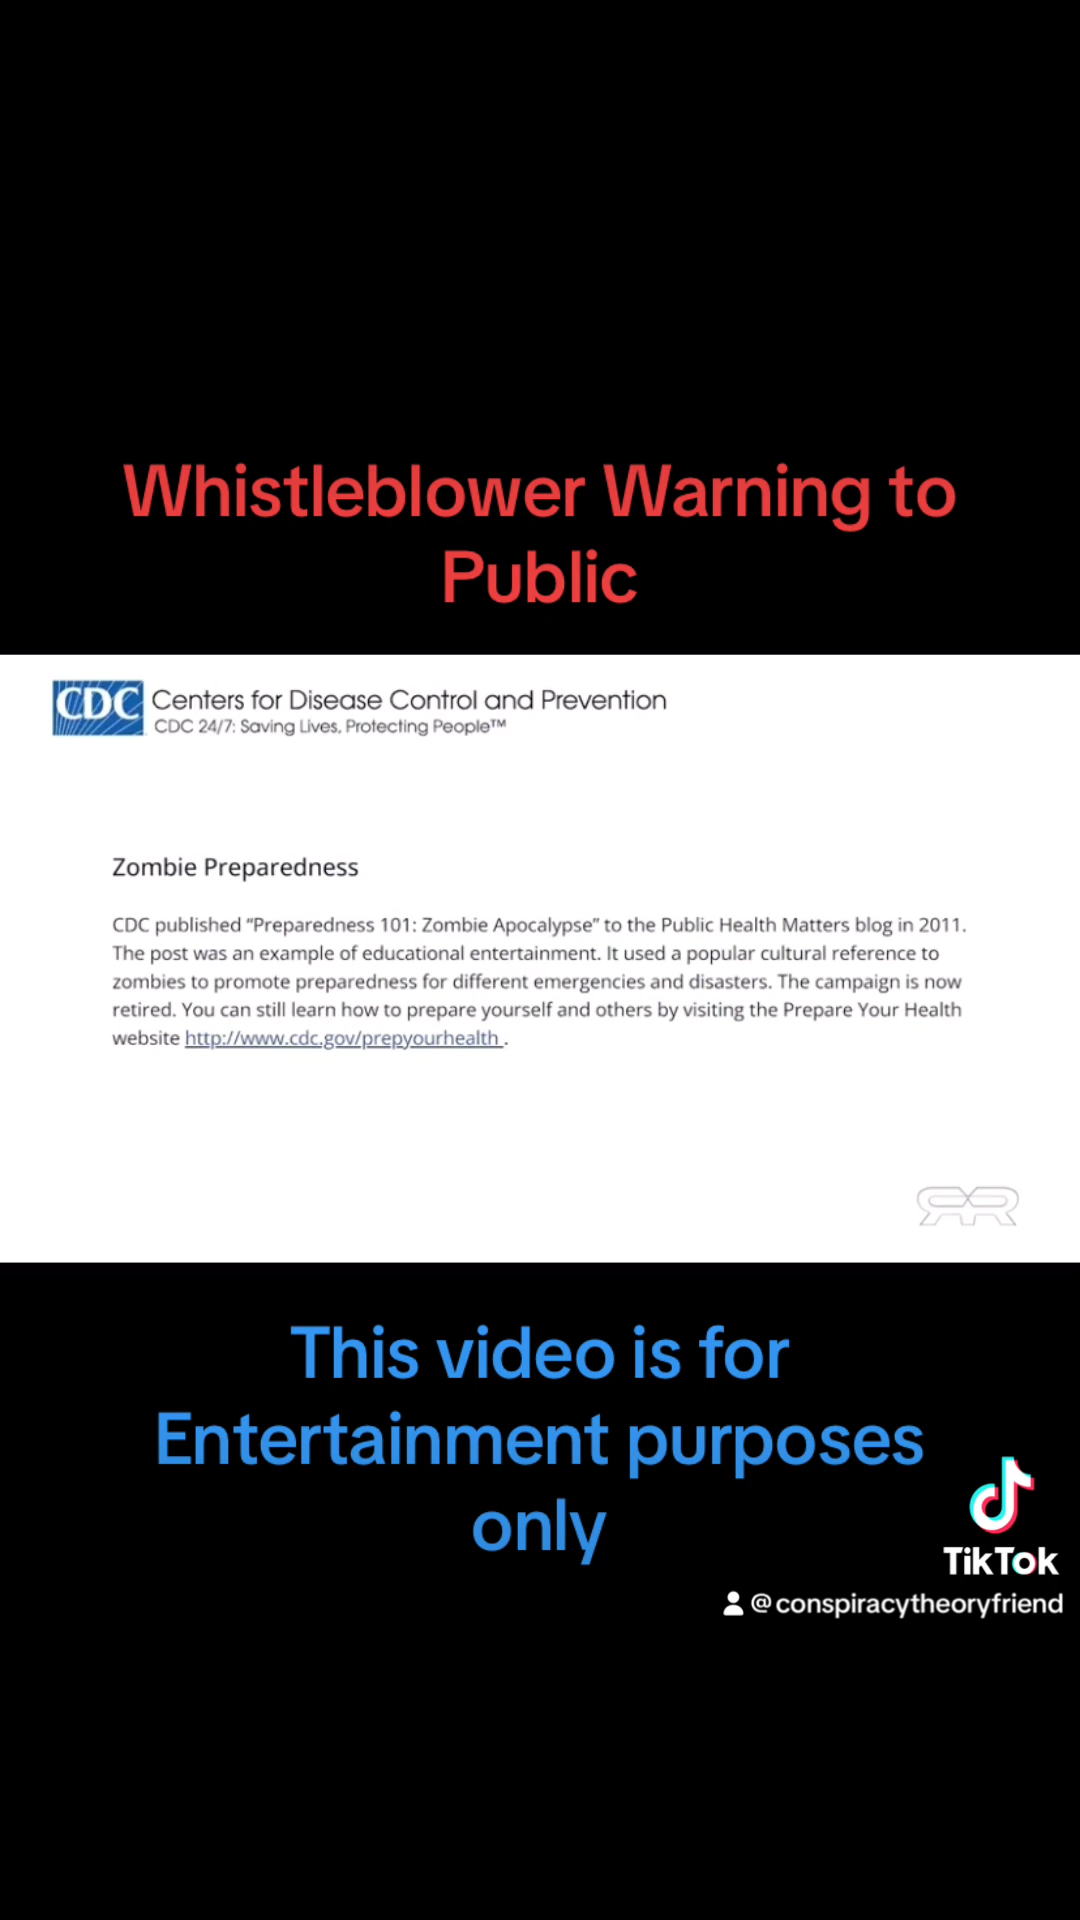 Whistleblower Warning to
Public
CDC Centers for Disease Control and Prevention
CDC 24/7: Saving Lives, Protecting People™
Zombie Preparedness
CDC published “Preparedness 101: Zombie Apocalypse” to the Public Health Matters blog in 2011.
The post was an example of educational entertainment. It used a popular cultural reference to
zombies to promote preparedness for different emergencies and disasters. The campaign is now
retired. You can still learn how to prepare yourself and others by visiting the Prepare Your Health
website http://www.cdc.gov/prepyourhealth .
RR
This video is for
Entertainment purposes
only
TikTok
@conspiracytheoryfriend